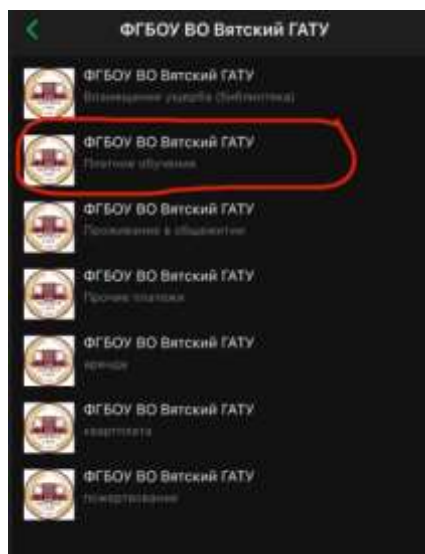 ФГБОУ ВО Вятский ГАТУ
ФГБОУ ВО Вятский ГАТУ
Возмещение ущерба (библиотека)
ФГБОУ ВО Вятский ГАТУ
Платное обучение
ФГБОУ ВО Вятский ГАТУ
Проживание в общежитии
ФГБОУ ВО Вятский ГАТУ
Прочие платежи
ФГБОУ ВО Вятский ГАТУ
аренда
ФГБОУ ВО Вятский ГАТУ
квартплата
ФГБОУ ВО Вятский ГАТУ
пожертвование